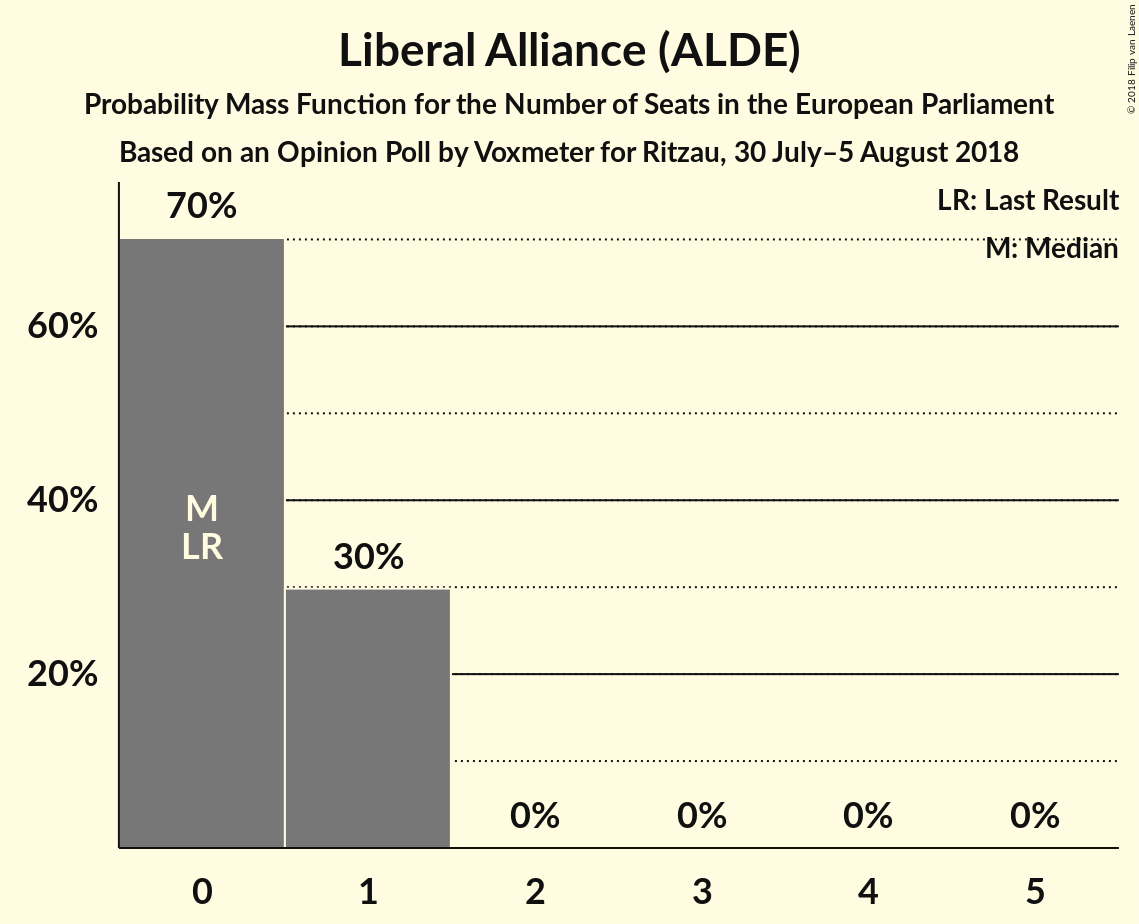 Liberal Alliance (ALDE)
Probability Mass Function for the Number of Seats in the European Parliament
Based on an Opinion Poll by Voxmeter for Ritzau, 30 July–5 August 2018
© 2018 Filip van Laenen
LR: Last Result
M: Median
70%
60%
40%
20%
M
LR
30%
0%
0%
0%
0%
0
1
2
3
4
5